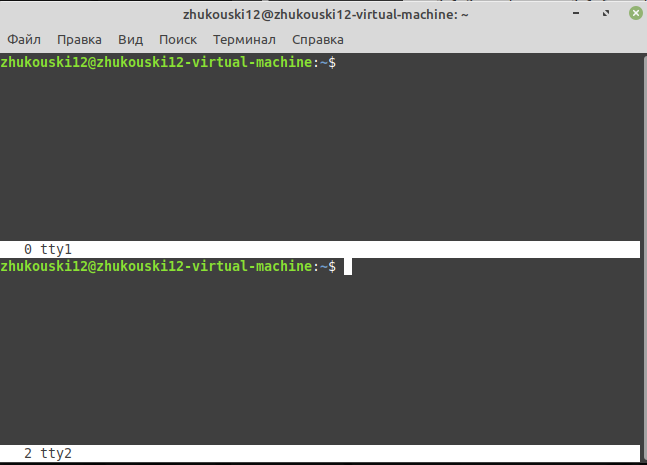 zhukouski12@zhukouski12-virtual-machine: ~
Файл Правка Вид Поиск Терминал Справка
zhukouski12@zhukouski12-virtual-machine:~$
0 tty1
zhukouski12@zhukouski12-virtual-machine:~$
2 tty2